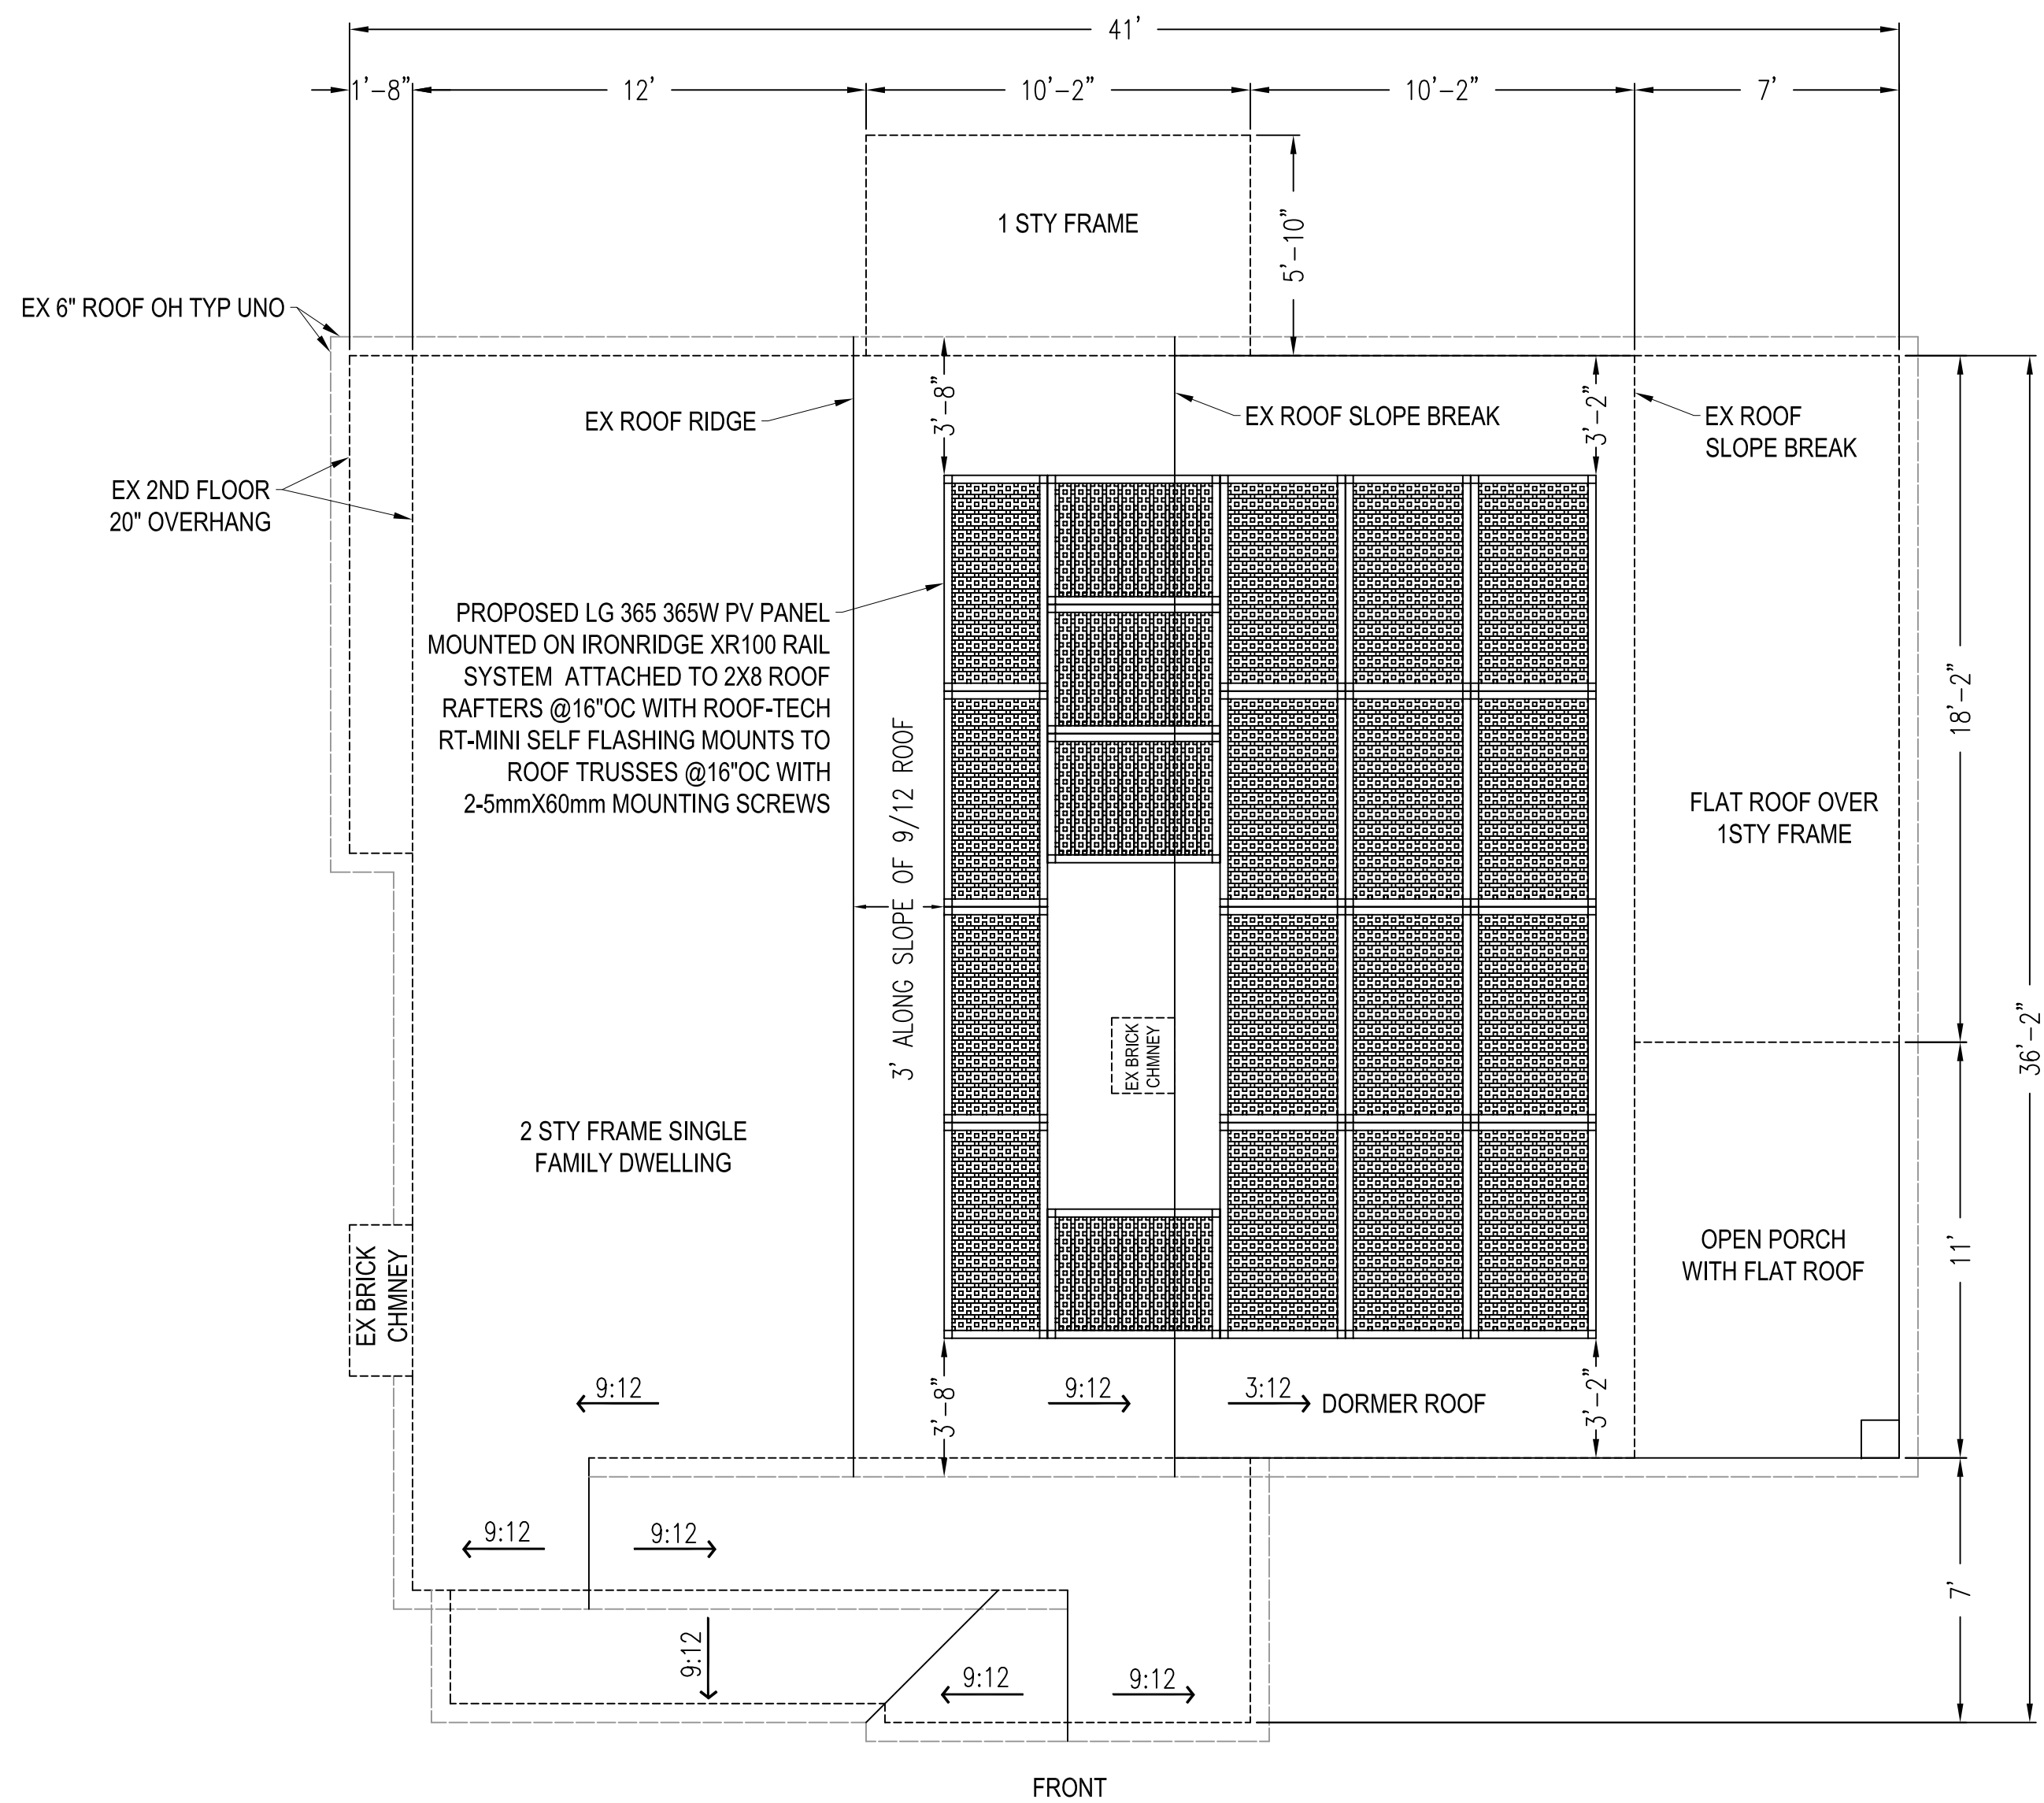 41'
1'-8"
12'
10'-2"
10'-2"
7'
1 STY FRAME
5'-10"
EX 6" ROOF OH TYP UNO
3'-8"
3'-2"
EX ROOF RIDGE
EX ROOF SLOPE BREAK
EX ROOF
SLOPE BREAK
EX 2ND FLOOR
20" OVERHANG
PROPOSED LG 365 365W PV PANEL
MOUNTED ON IRONRIDGE XR100 RAIL
SYSTEM ATTACHED TO 2X8 ROOF
RAFTERS @16"OC WITH ROOF-TECH
RT-MINI SELF FLASHING MOUNTS TO
ROOF TRUSSES @16"OC WITH
2-5mmX60mm MOUNTING SCREWS
3' ALONG SLOPE OF 9/12 ROOF
18'-2"
FLAT ROOF OVER
1STY FRAME
36'-2"
EX BRICK
CHMNEY
2 STY FRAME SINGLE
FAMILY DWELLING
OPEN PORCH
WITH FLAT ROOF
11'
EX BRICK
CHMNEY
9:12
3'-8"
9:12
3:12
DORMER ROOF
3'-2"
9:12
9:12
7'
9:12
9:12
9:12
FRONT